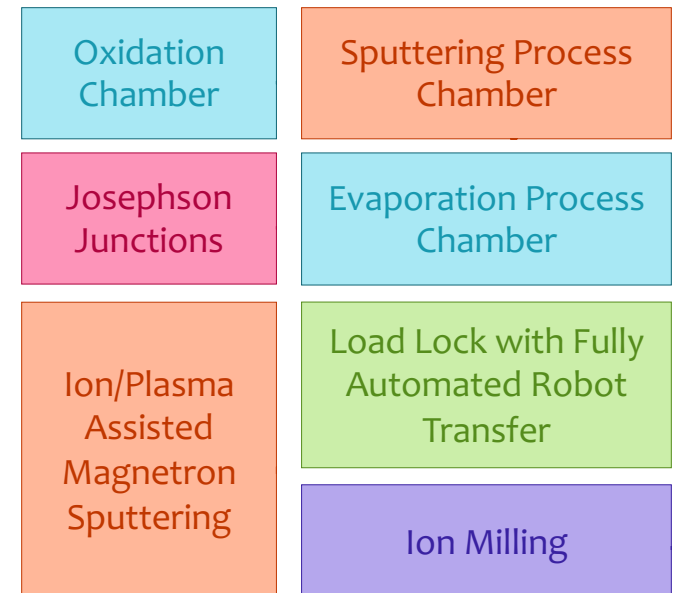 Oxidation
Chamber
Sputtering Process
Chamber
Josephson
Junctions
Evaporation Process
Chamber
Ion/Plasma
Assisted
Magnetron
Sputtering
Load Lock with Fully
Automated Robot
Transfer
Ion Milling